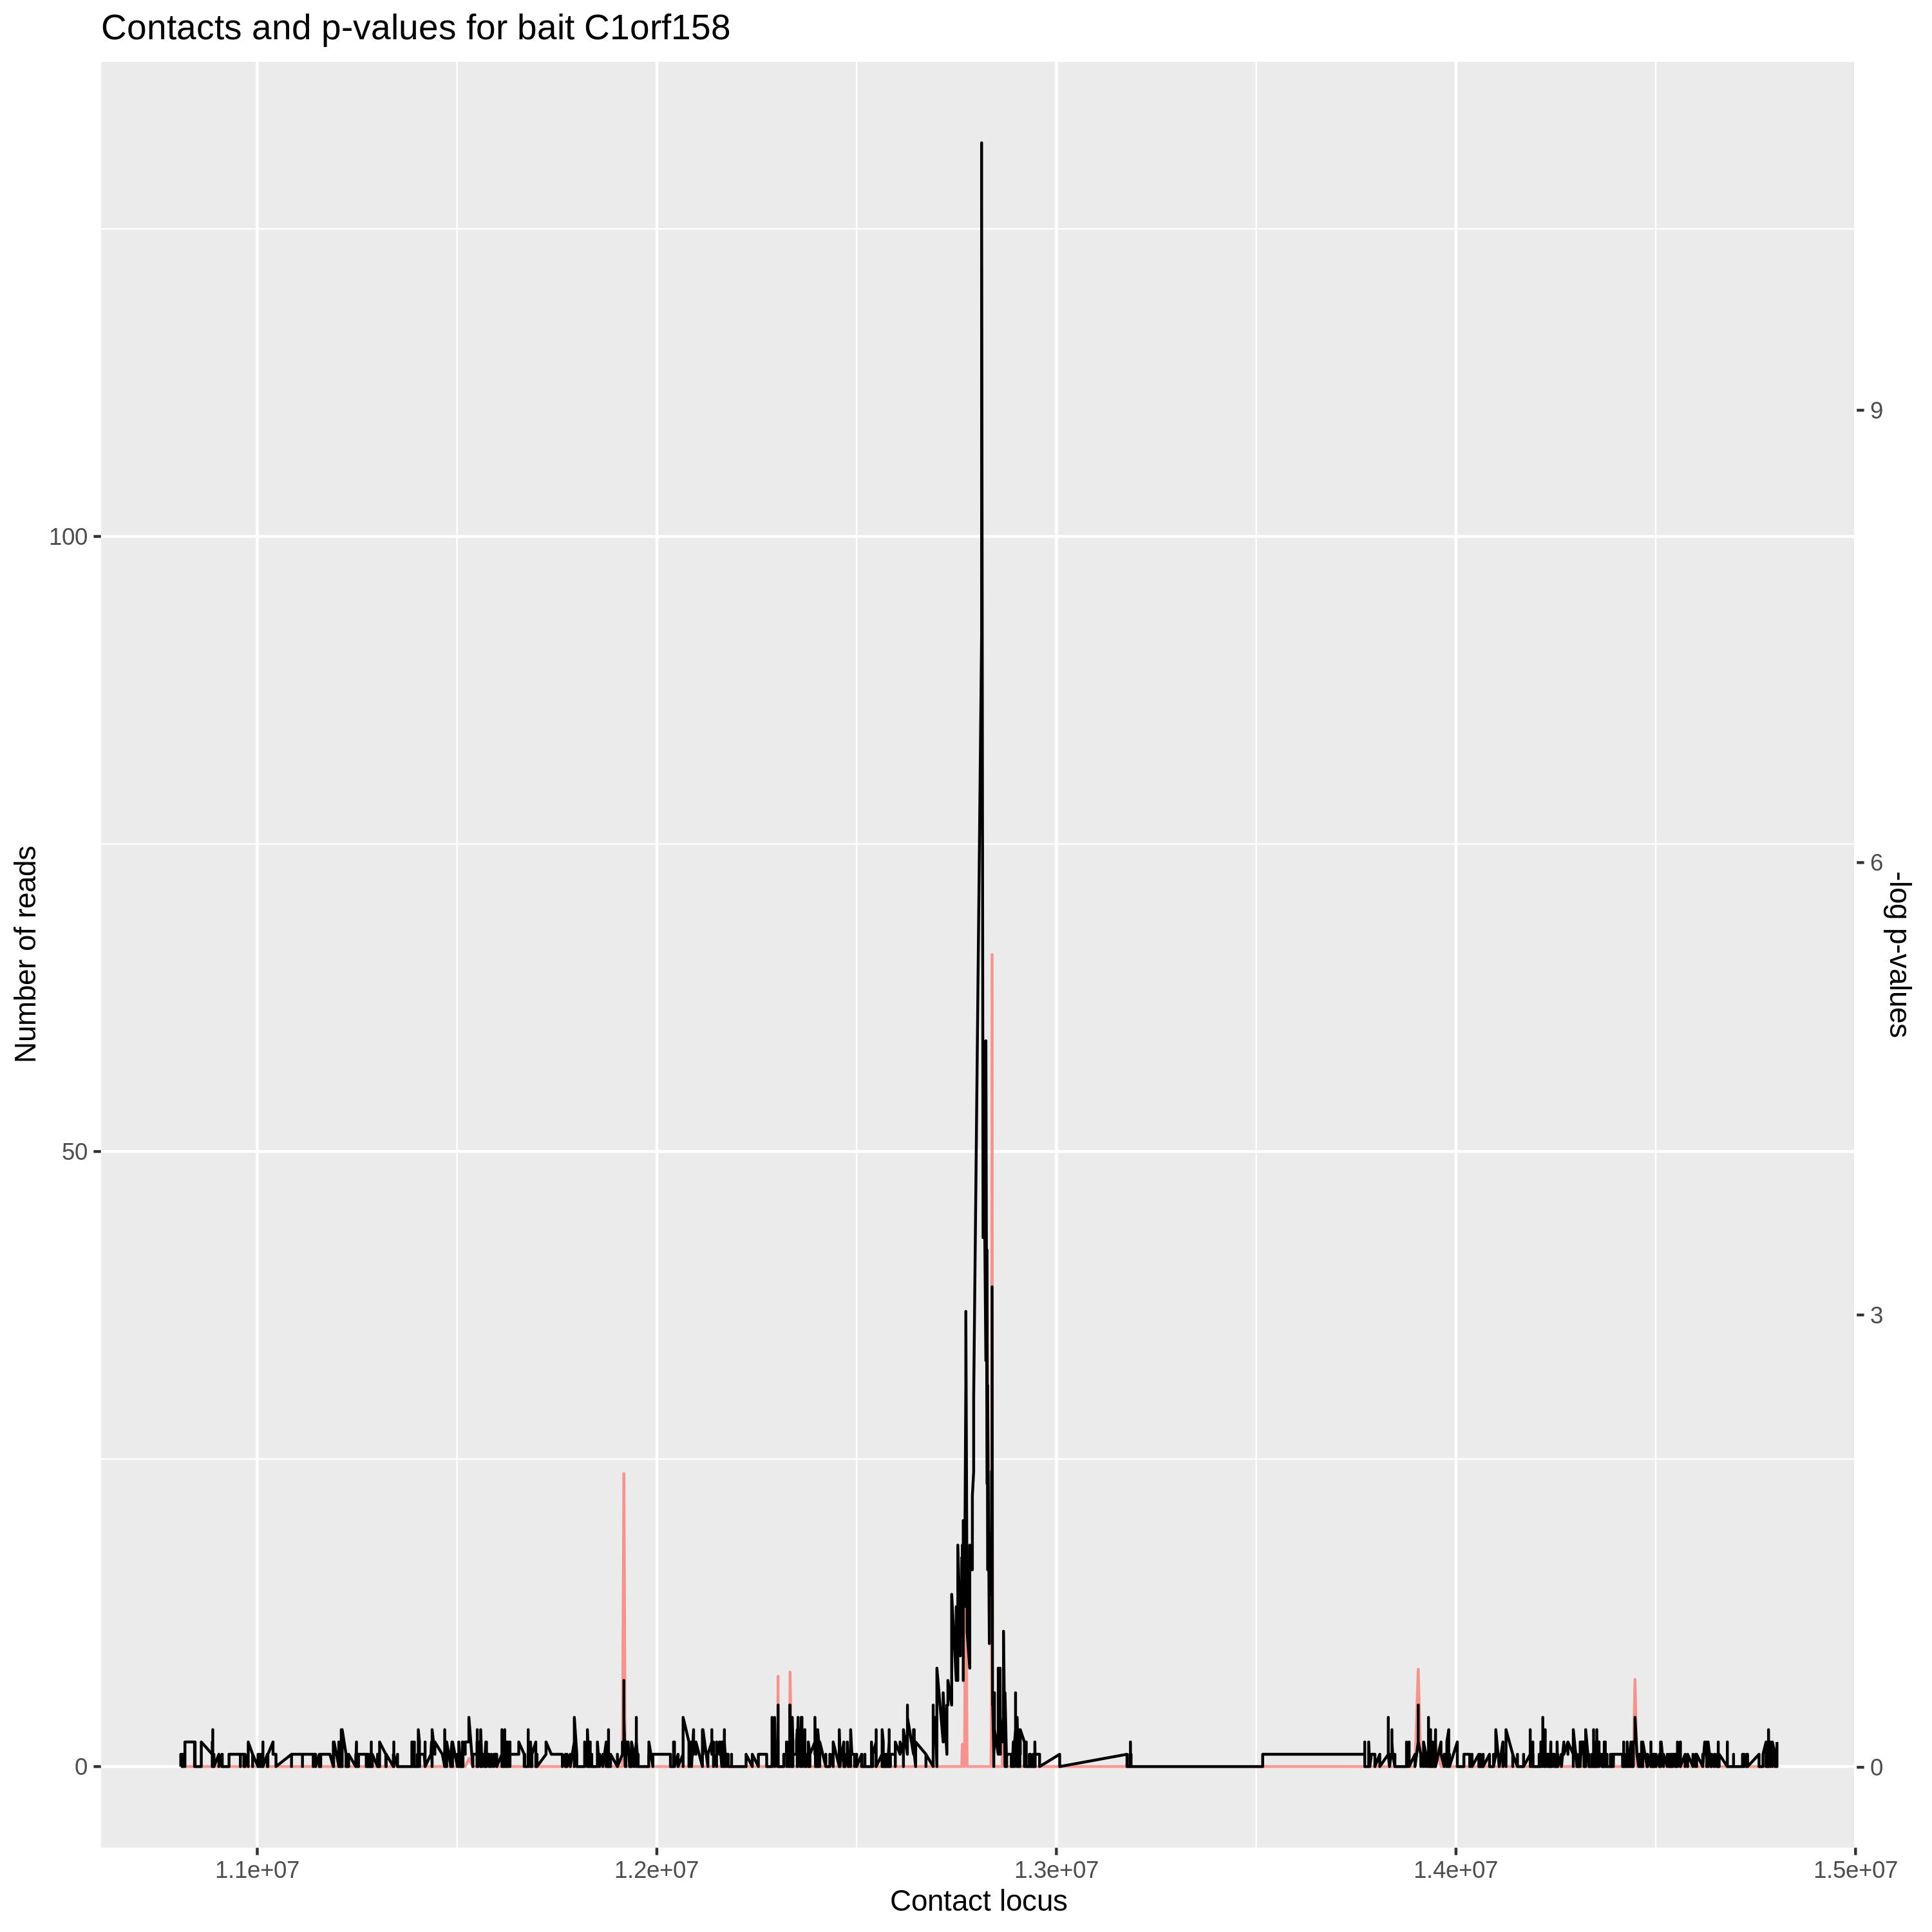 Contacts and p-values for bait C1orf158
Number of reads
100
50
0
9
6
3
0
-log p-values
1.1e+07
1.2e+07
1.3e+07
1.4e+07
1.5e+07
Contact locus